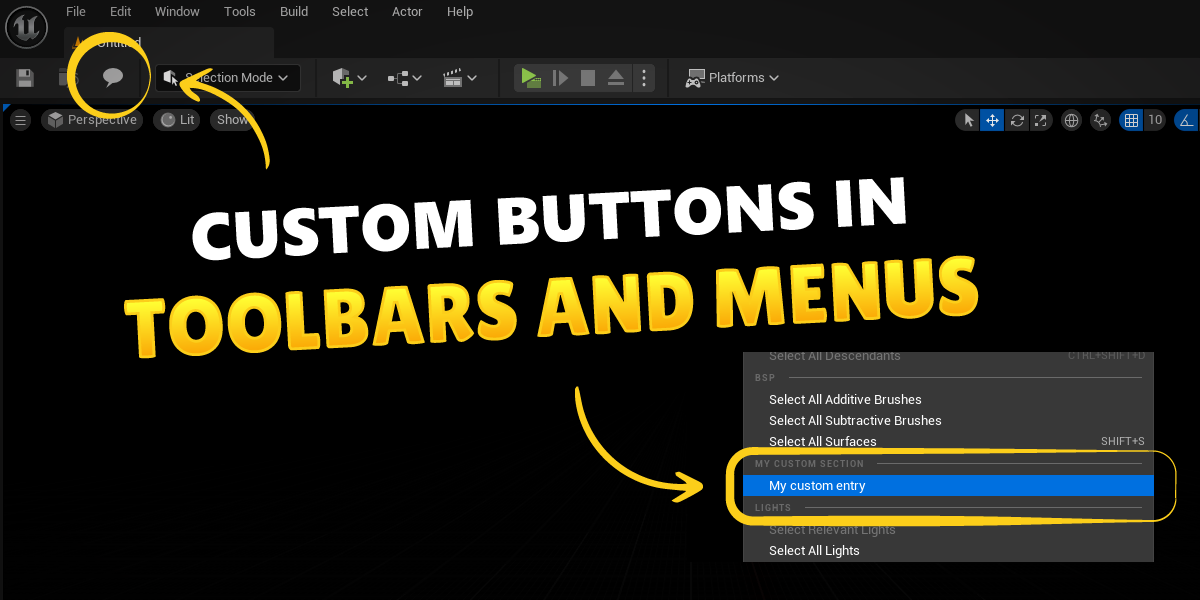 File Edit Window Tools Build Select Actor Help
Untitled
Selection Mode
Platforms
Perspective Lit Show
10
CUSTOM BUTTONS IN
TOOLBARS AND MENUS
Select All Descendants CTRL+SHIFT+D
BSP
Select All Additive Brushes
Select All Subtractive Brushes
Select All Surfaces SHIFT+S
MY CUSTOM SECTION
My custom entry
LIGHTS
Select Relevant Lights
Select All Lights